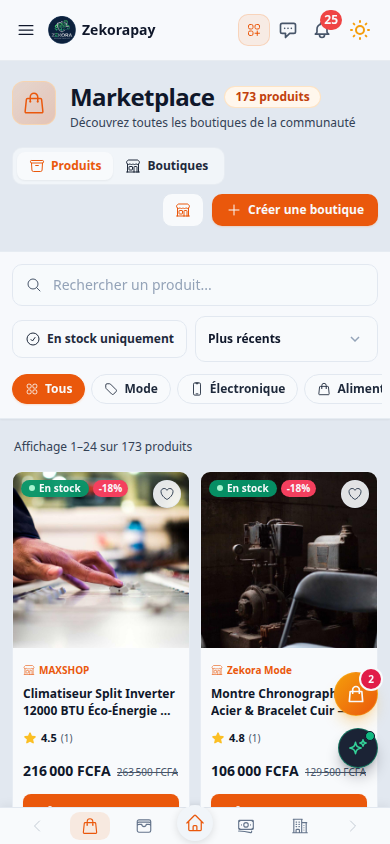 Zekorapay
25
Marketplace
173 produits
Découvrez toutes les boutiques de la communauté
Produits
Boutiques
Créer une boutique
Rechercher un produit...
En stock uniquement
Plus récents
Tous
Mode
Électronique
Aliment
Affichage 1–24 sur 173 produits
En stock
-18%
En stock
-18%
MAXSHOP
Climatiseur Split Inverter
12000 BTU Éco-Énergie ...
4.5 (1)
216 000 FCFA 263 500 FCFA
Zekora Mode
Montre Chronograph
Acier & Bracelet Cuir –
4.8 (1)
106 000 FCFA 129 500 FCFA
2